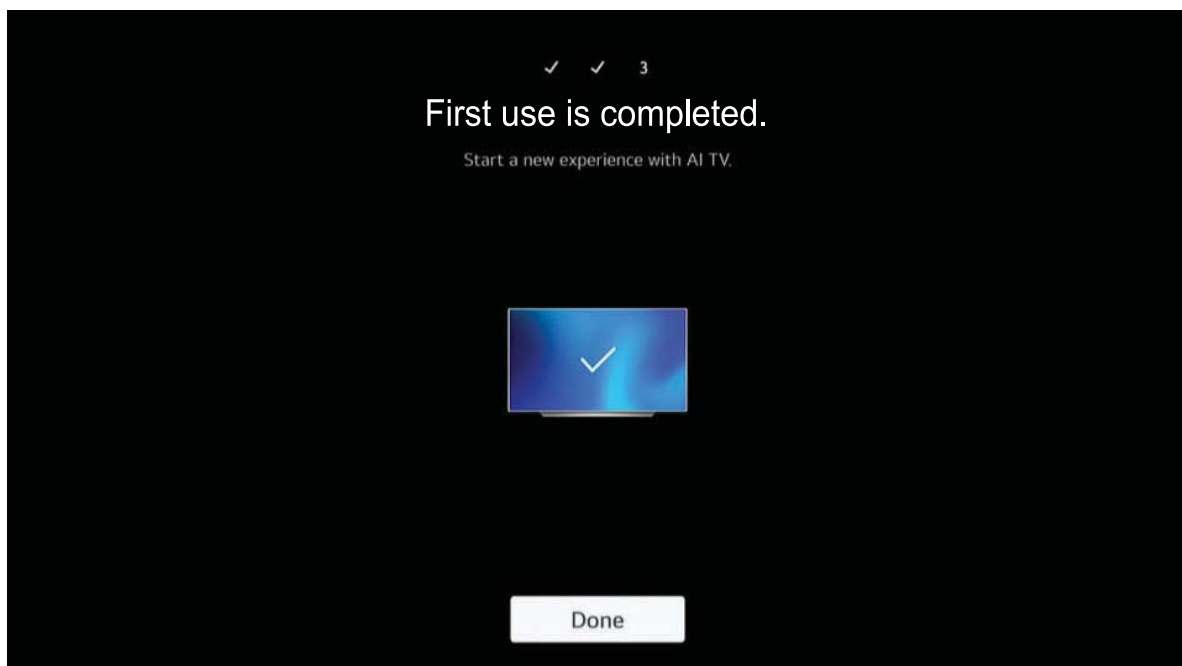 ✓ ✓ 3
First use is completed.
Start a new experience with AI TV.
Done